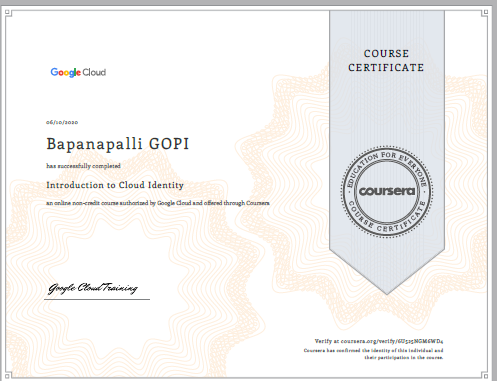 Google Cloud
COURSE
CERTIFICATE
06/10/2020
Bapanapalli GOPI
has successfully completed
Introduction to Cloud Identity
an online non-credit course authorized by Google Cloud and offered through Coursera
EDUCATION FOR EVERYONE
coursera
COURSE CERTIFICATE
Google Cloud Training
Verify at coursera.org/verify/6U525NGM6WD4
Coursera has confirmed the identity of this individual and
their participation in the course.